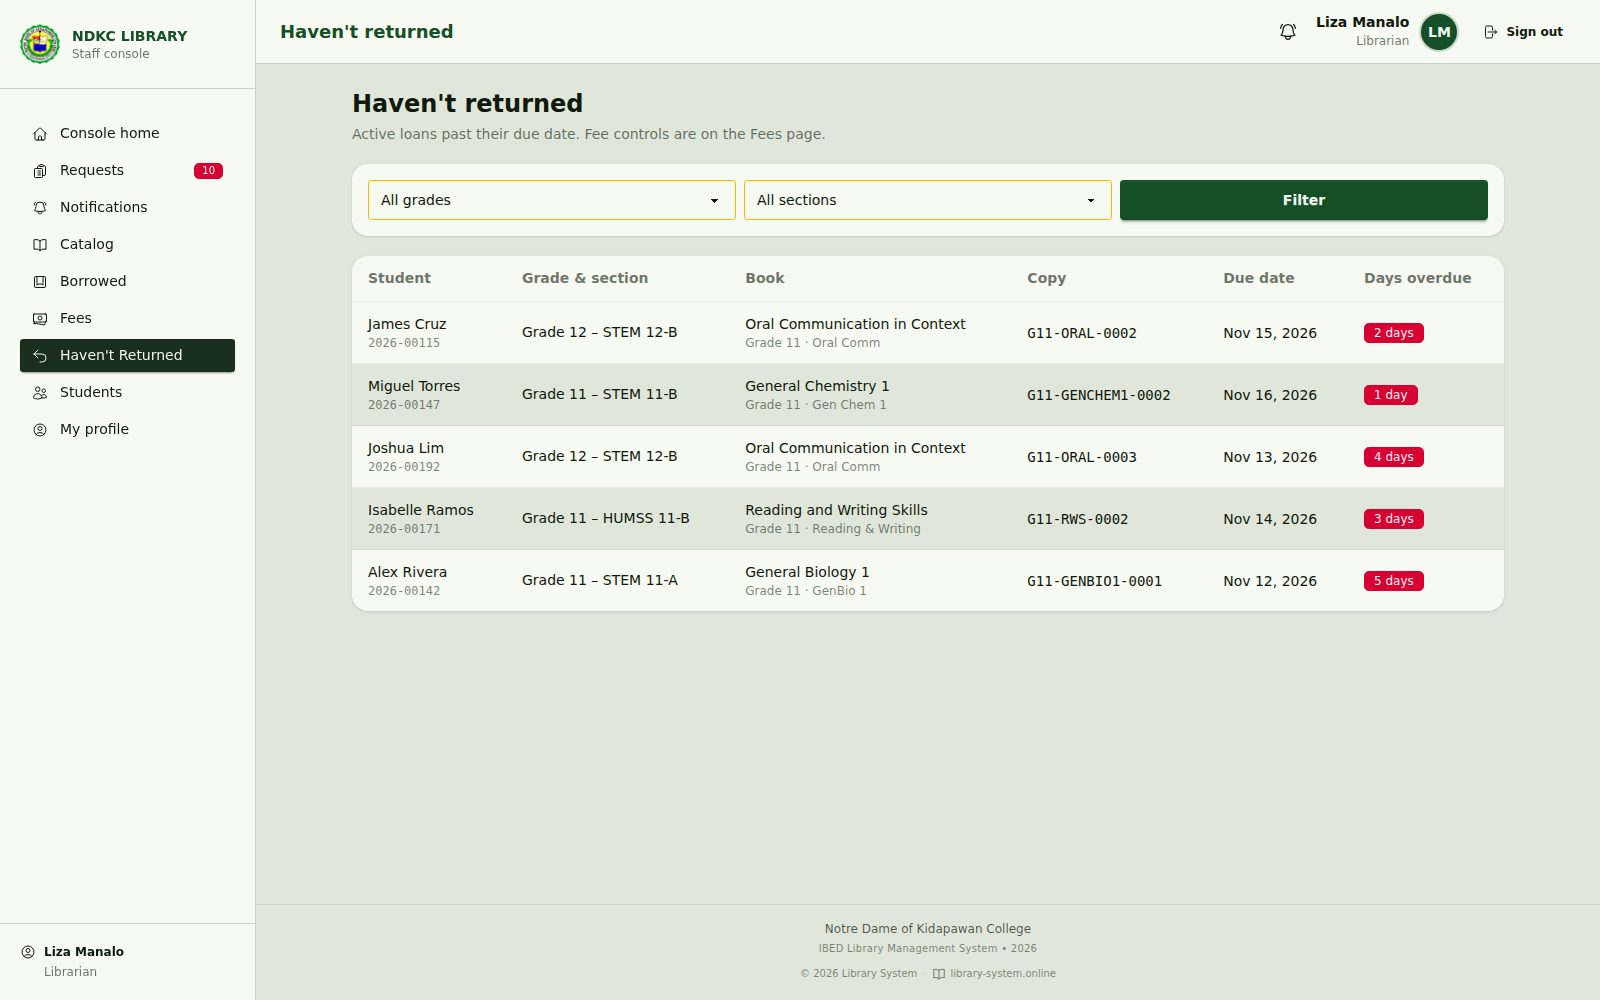 NDKC LIBRARY
Staff console
Console home
Requests 10
Notifications
Catalog
Borrowed
Fees
Haven't Returned
Students
My profile
Liza Manalo
Librarian
Haven't returned
Liza Manalo
Librarian
LM
Sign out
Haven't returned
Active loans past their due date. Fee controls are on the Fees page.
All grades All sections Filter
Student Grade & section Book Copy Due date Days overdue
James Cruz
2026-00115
Grade 12 – STEM 12-B
Oral Communication in Context
Grade 11 · Oral Comm
G11-ORAL-0002
Nov 15, 2026
2 days
Miguel Torres
2026-00147
Grade 11 – STEM 11-B
General Chemistry 1
Grade 11 · Gen Chem 1
G11-GENCHEM1-0002
Nov 16, 2026
1 day
Joshua Lim
2026-00192
Grade 12 – STEM 12-B
Oral Communication in Context
Grade 11 · Oral Comm
G11-ORAL-0003
Nov 13, 2026
4 days
Isabelle Ramos
2026-00171
Grade 11 – HUMSS 11-B
Reading and Writing Skills
Grade 11 · Reading & Writing
G11-RWS-0002
Nov 14, 2026
3 days
Alex Rivera
2026-00142
Grade 11 – STEM 11-A
General Biology 1
Grade 11 · GenBio 1
G11-GENBIO1-0001
Nov 12, 2026
5 days
Notre Dame of Kidapawan College
IBED Library Management System • 2026
© 2026 Library System · library-system.online